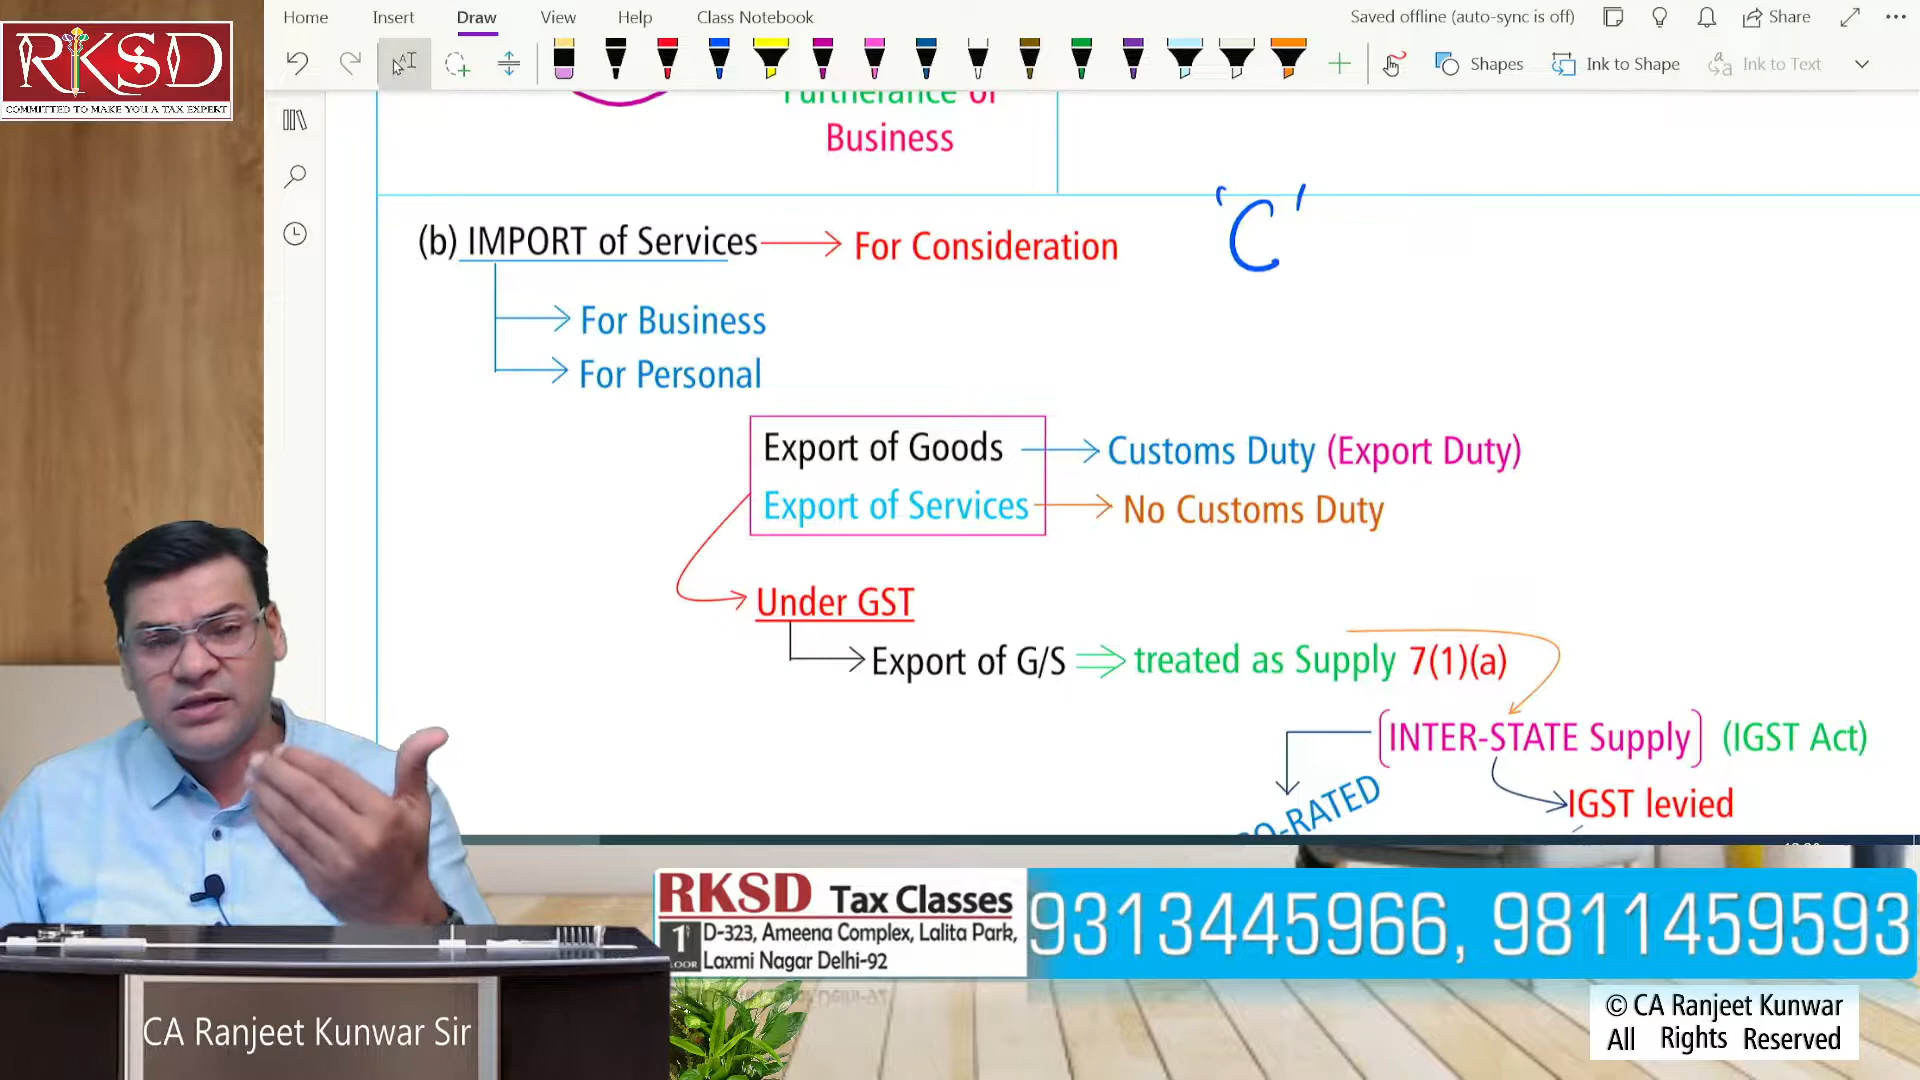 Home Insert Draw View Help Class Notebook
Saved offline (auto-sync is off) Share
Shapes Ink to Shape Ink to Text
RKSD
COMMITTED TO MAKE YOU A TAX EXPERT
Furtherance of
Business
'C'
(b) IMPORT of Services For Consideration
For Business
For Personal
Export of Goods Customs Duty (Export Duty)
Export of Services No Customs Duty
Under GST
Export of G/S treated as Supply 7(1)(a)
[INTER-STATE Supply] (IGST Act)
IGST levied
RKSD Tax Classes
D-323, Ameena Complex, Lalita Park,
Laxmi Nagar Delhi-92
9313445966, 9811459593
CA Ranjeet Kunwar Sir
© CA Ranjeet Kunwar
All Rights Reserved